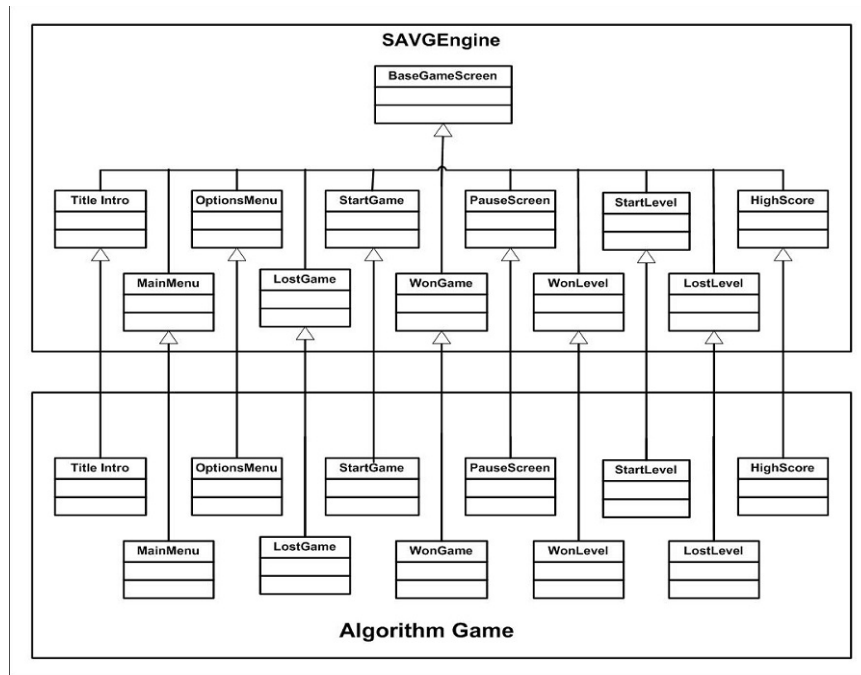 SAVGEngine
BaseGameScreen
Title Intro
OptionsMenu
StartGame
PauseScreen
StartLevel
HighScore
MainMenu
LostGame
WonGame
WonLevel
LostLevel
Title Intro
OptionsMenu
StartGame
PauseScreen
StartLevel
HighScore
MainMenu
LostGame
WonGame
WonLevel
LostLevel
Algorithm Game